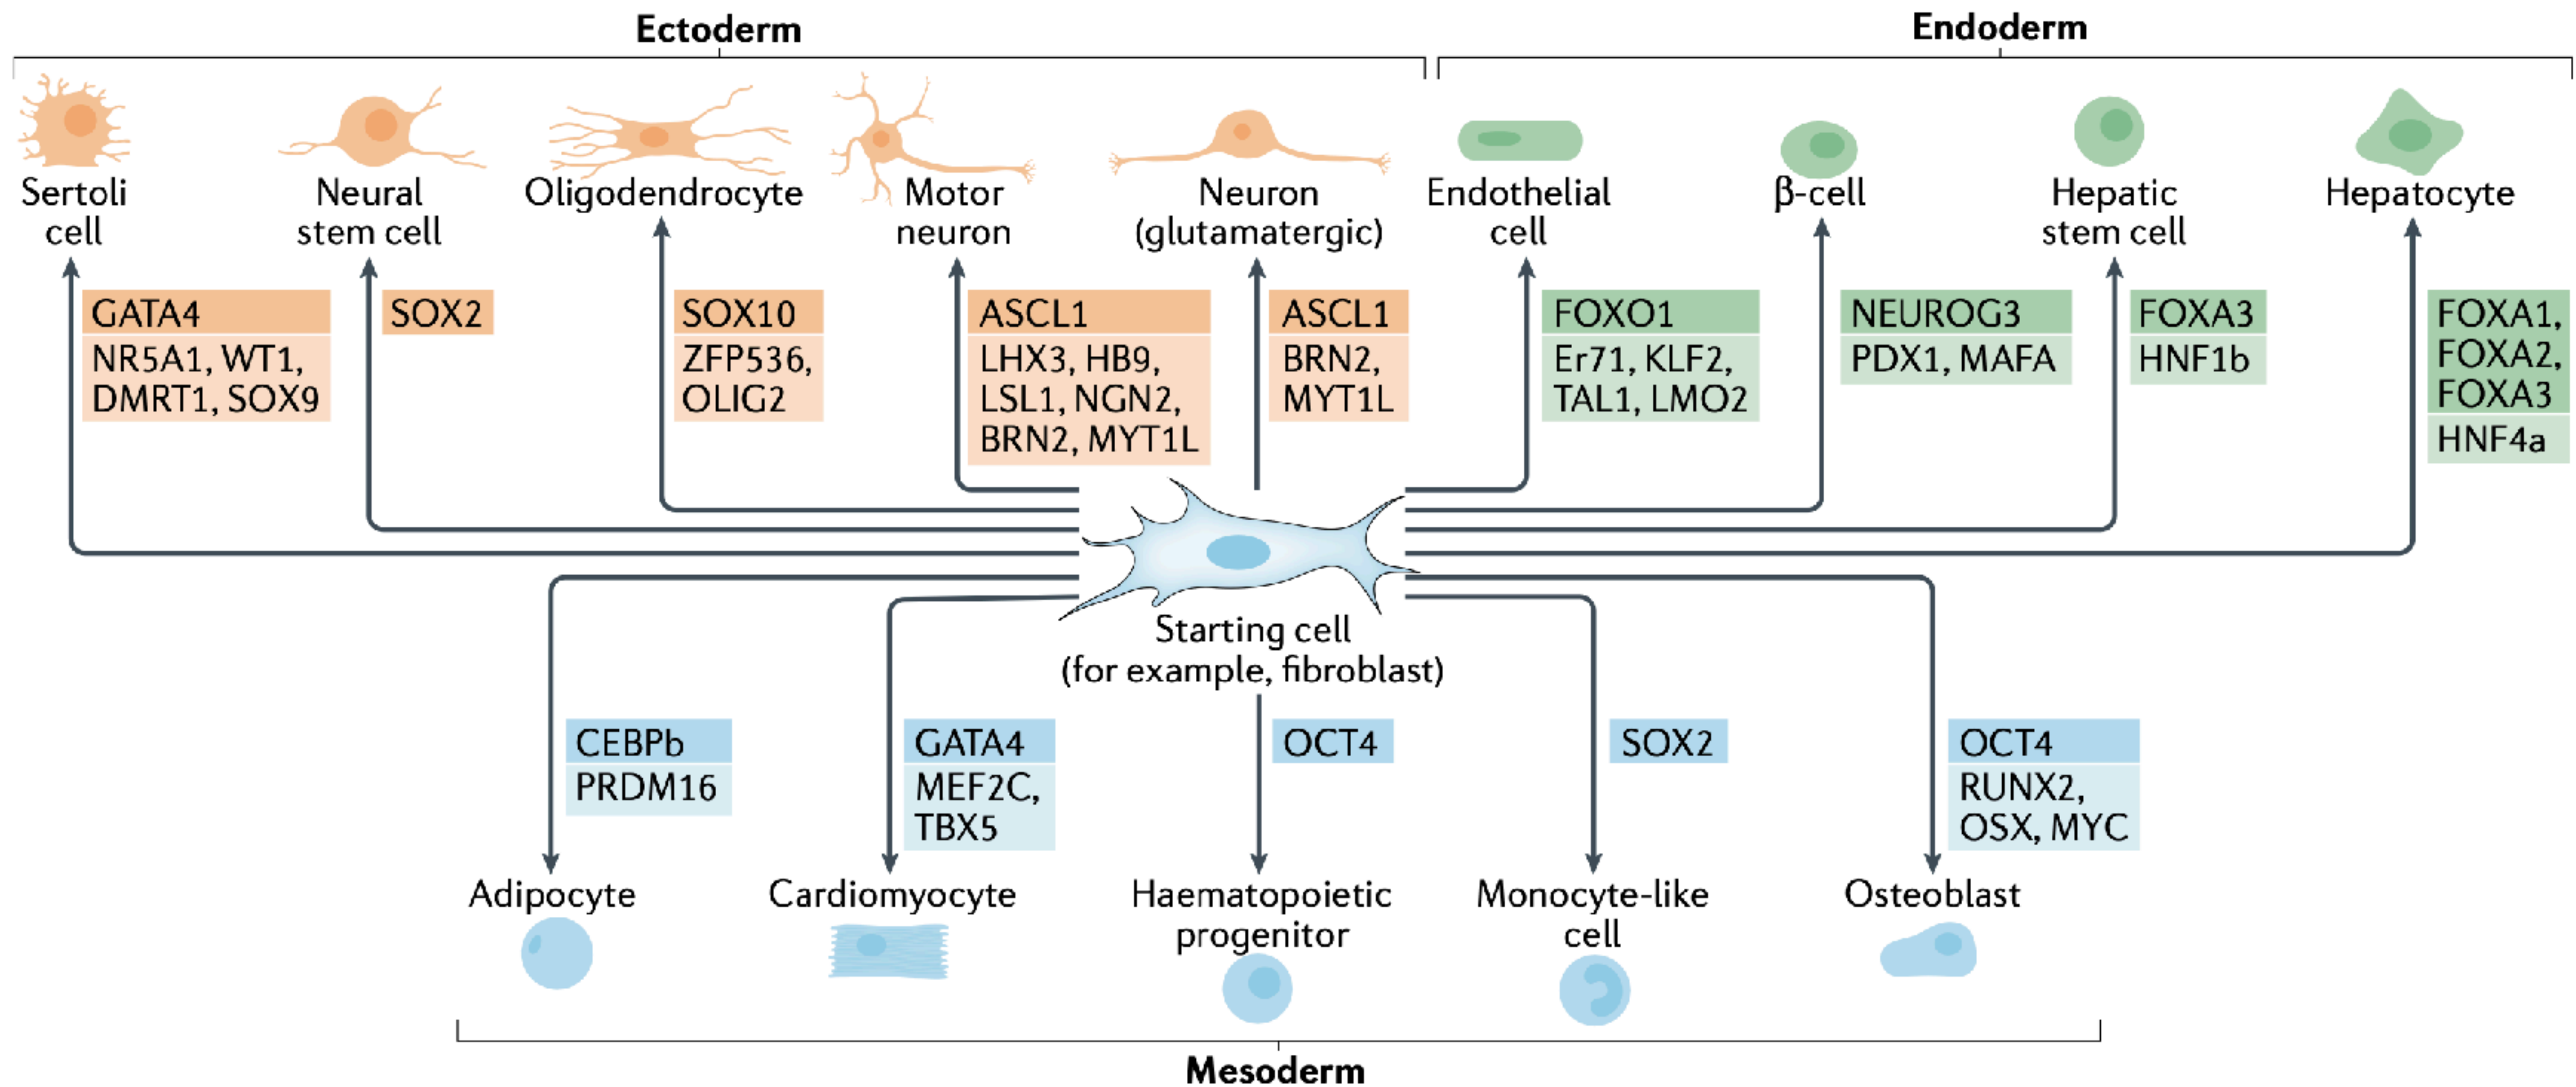 Ectoderm
Endoderm
Sertoli
cell
Neural
stem cell
Oligodendrocyte
Motor
neuron
Neuron
(glutamatergic)
Endothelial
cell
β-cell
Hepatic
stem cell
Hepatocyte
GATA4
NR5A1, WT1,
DMRT1, SOX9
SOX2
SOX10
ZFP536,
OLIG2
ASCL1
LHX3, HB9,
LSL1, NGN2,
BRN2, MYT1L
ASCL1
BRN2,
MYT1L
FOXO1
Er71, KLF2,
TAL1, LMO2
NEUROG3
PDX1, MAFA
FOXA3
HNF1b
FOXA1,
FOXA2,
FOXA3
HNF4a
Starting cell
(for example, fibroblast)
CEBPb
PRDM16
GATA4
MEF2C,
TBX5
OCT4
SOX2
OCT4
RUNX2,
OSX, MYC
Adipocyte
Cardiomyocyte
Haematopoietic
progenitor
Monocyte-like
cell
Osteoblast
Mesoderm